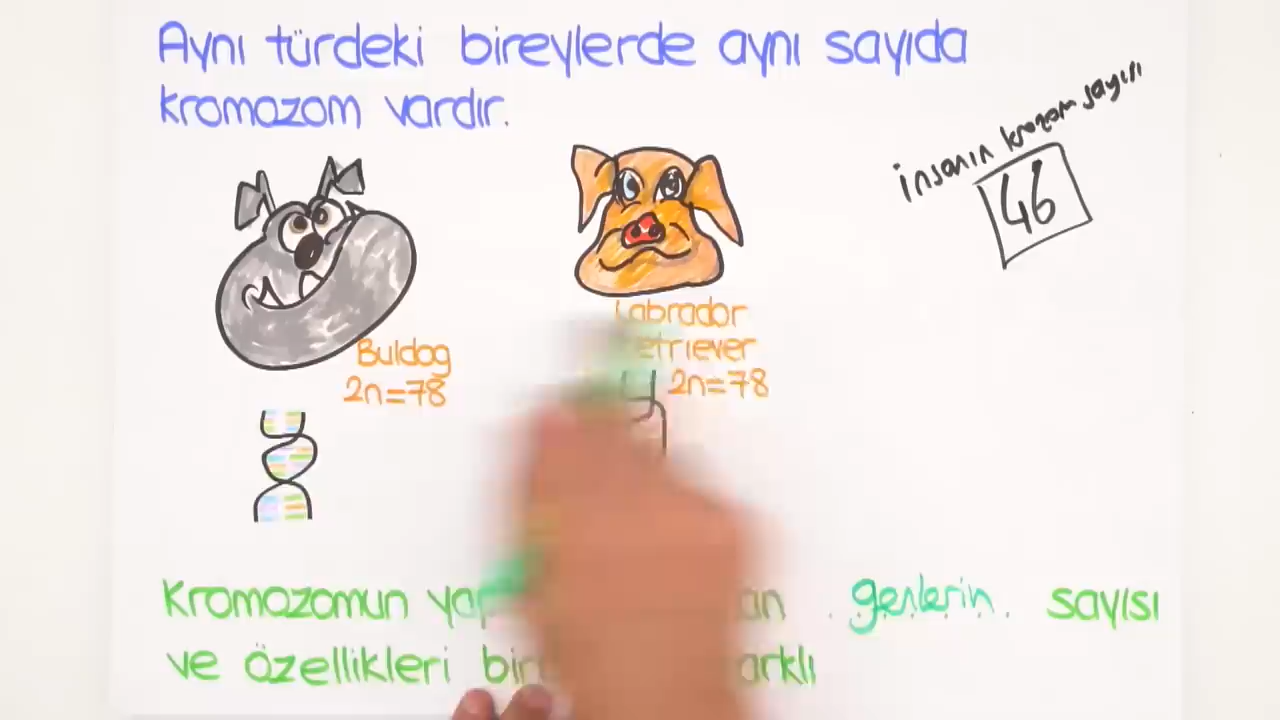 Aynı türdeki bireylerde aynı sayıda
kromozom vardır.
İnsanın kromozom sayısı
46
Buldog
2n=78
Labrador
2n=78
Kromozomun genlerin sayısı
ve özellikleri